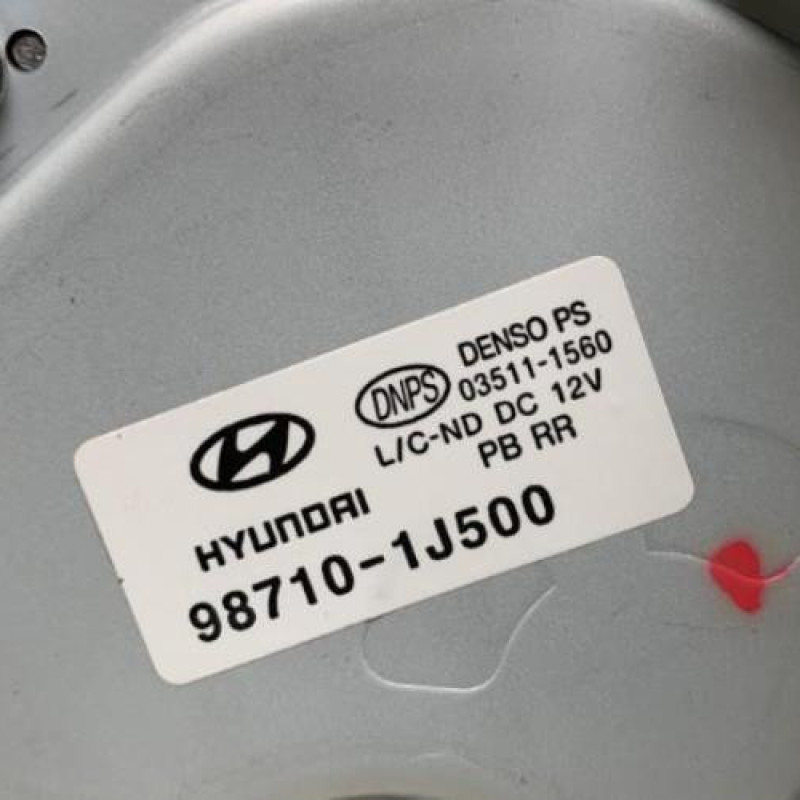 DENSO PS
DNPS 03511-1560
L/C-ND DC 12V
PB RR
HYUNDAI
98710-1J500